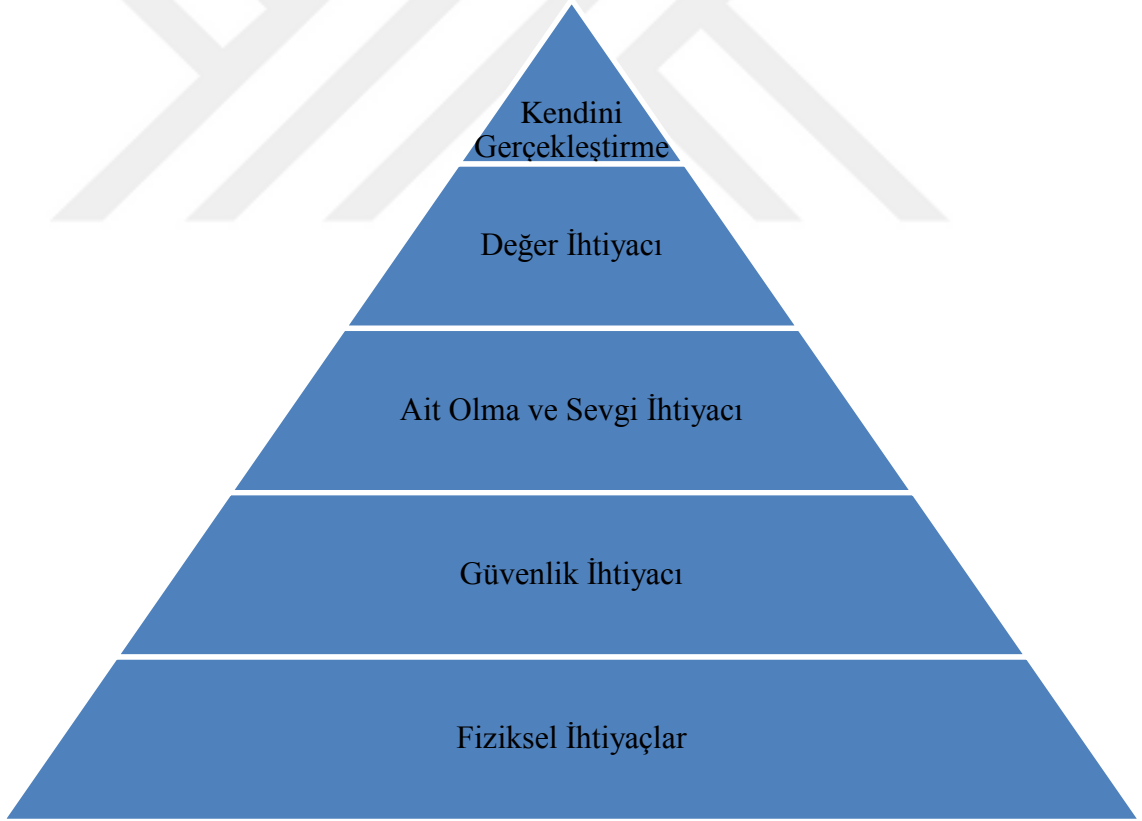 Kendini
Gerçekleştirme
Değer İhtiyacı
Ait Olma ve Sevgi İhtiyacı
Güvenlik İhtiyacı
Fiziksel İhtiyaçlar